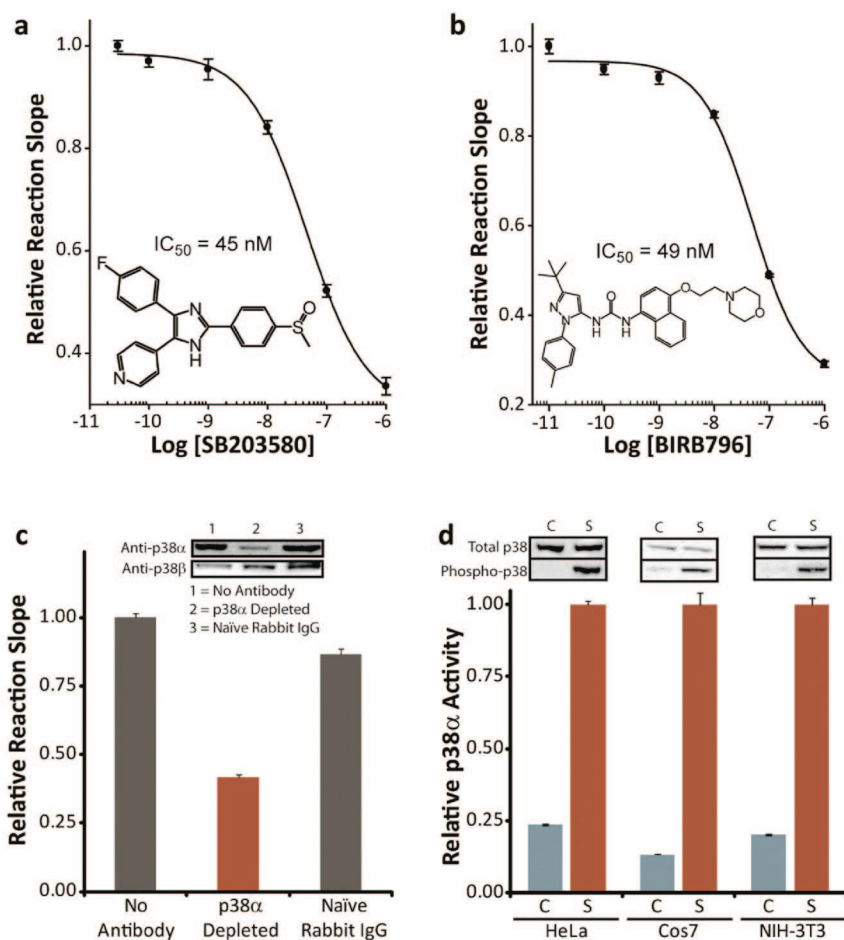 a
1.0
0.8
0.6
0.4
Relative Reaction Slope
IC50 = 45 nM
F
N
N
H
N
S
O
-11 -10 -9 -8 -7 -6
Log [SB203580]
b
1.0
0.8
0.6
0.4
0.2
Relative Reaction Slope
IC50 = 49 nM
O
N
O
N
N
NH
HN
O
-11 -10 -9 -8 -7 -6
Log [BIRB796]
c
1 2 3
Anti-p38α
Anti-p38β
1 = No Antibody
2 = p38α Depleted
3 = Naïve Rabbit IgG
1.00
0.75
0.50
0.25
0.00
Relative Reaction Slope
No Antibody
p38α Depleted
Naïve Rabbit IgG
d
C S C S C S
Total p38
Phospho-p38
1.00
0.75
0.50
0.25
0.00
Relative p38α Activity
C S C S C S
HeLa Cos7 NIH-3T3